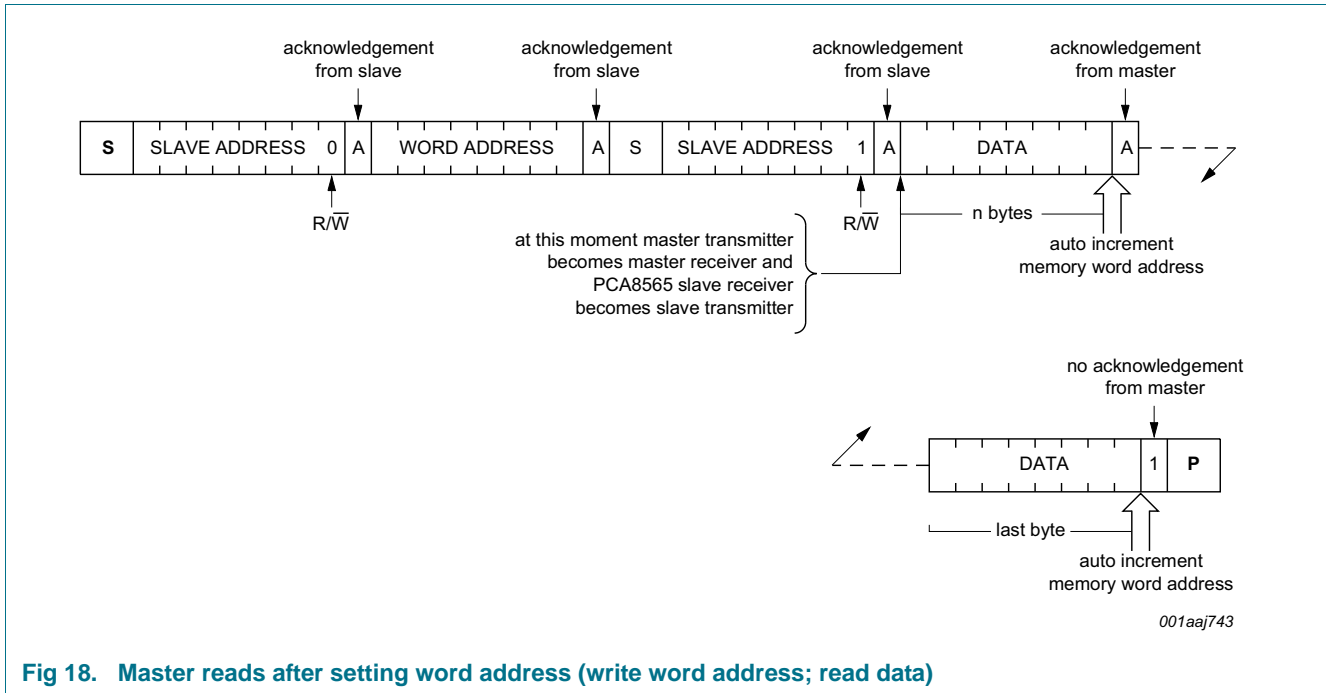 acknowledgement
from slave
acknowledgement
from slave
acknowledgement
from slave
acknowledgement
from master
S SLAVE ADDRESS 0 A WORD ADDRESS A S SLAVE ADDRESS 1 A DATA A
R/W̅
R/W̅
n bytes
at this moment master transmitter
becomes master receiver and
PCA8565 slave receiver
becomes slave transmitter
auto increment
memory word address
no acknowledgement
from master
DATA 1 P
last byte
auto increment
memory word address
001aaj743
Fig 18. Master reads after setting word address (write word address; read data)